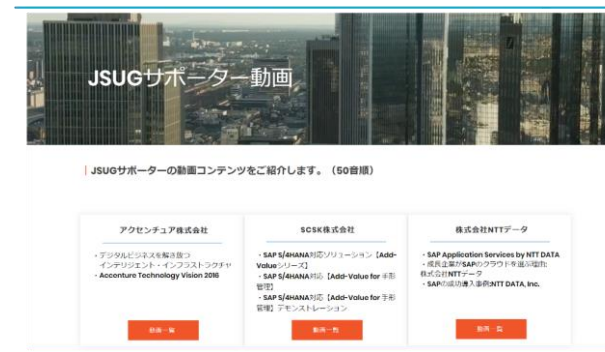 JSUGサポーター動画
JSUGサポーターの動画コンテンツをご紹介します。（50音順）
アクセンチュア株式会社
・デジタルビジネスを解き放つ
インテリジェント・インフラストラクチャ
・Accenture Technology Vision 2016
動画一覧
SCSK株式会社
・SAP S/4HANA対応ソリューション【Add-
Valueシリーズ】
・SAP S/4HANA対応【Add-Value for 手形
管理】
・SAP S/4HANA対応【Add-Value for 手形
管理】デモンストレーション
動画一覧
株式会社NTTデータ
・SAP Application Services by NTT DATA
・成長企業がSAPのクラウドを選ぶ理由:
株式会社NTTデータ
・SAPの成功導入事例:NTT DATA, Inc.
動画一覧